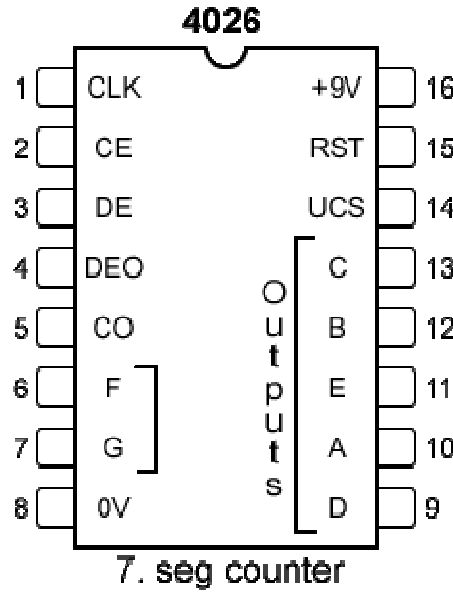 4026
1 CLK +9V 16
2 CE RST 15
3 DE UCS 14
4 DEO C 13
5 CO B 12
6 F E 11
7 G A 10
8 0V D 9
Outputs
7. seg counter